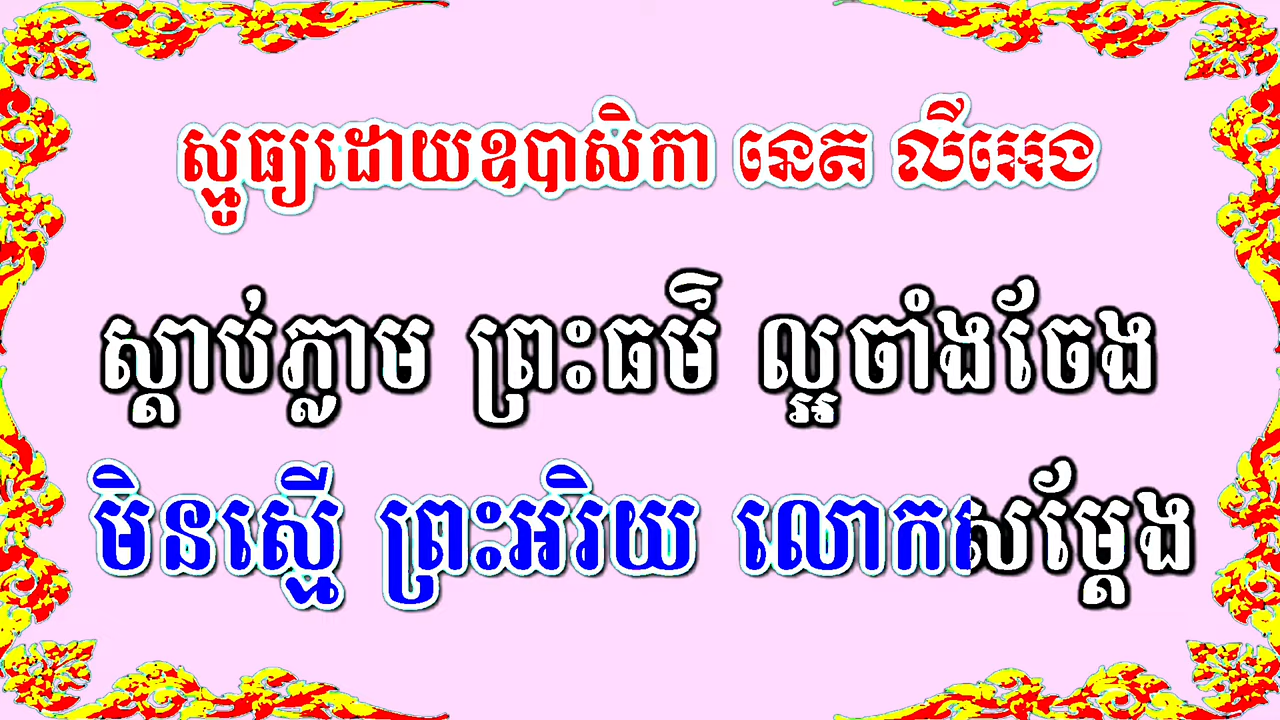 ស្មូធ្យដោយឧបាសិកា នេត លីអេង
ស្ដាប់ភ្លាម ព្រះធម៌ ល្អចាំងចែង
មិនស្មើ ព្រះអរិយ លោកសម្ដែង